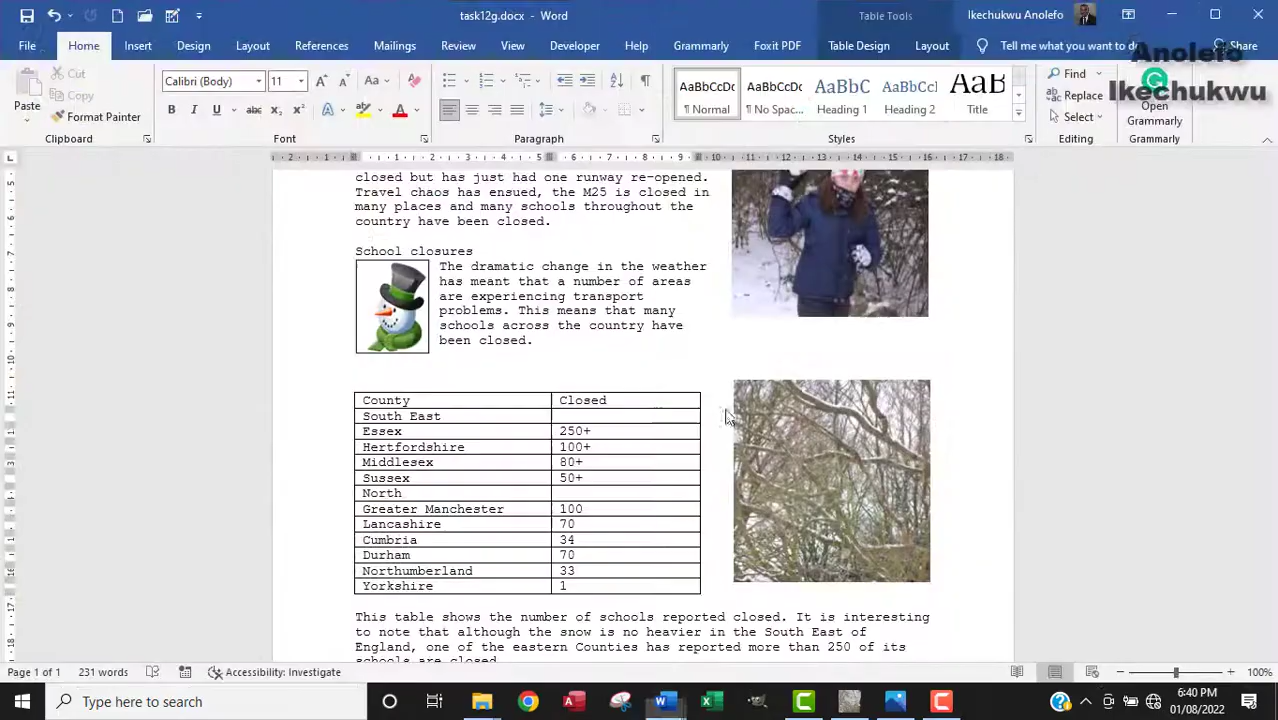 task12g.docx - Word
Table Tools
Ikechukwu Anolefo
File
Home
Insert
Design
Layout
References
Mailings
Review
View
Developer
Help
Grammarly
Foxit PDF
Table Design
Layout
Tell me what you want to do
Share
Anolefo
Ikechukwu
Paste
Cut
Copy
Format Painter
Calibri (Body)
11
AaBbCcDc
¶ Normal
AaBbCcDc
¶ No Spac...
AaBbC
Heading 1
AaBbCcI
Heading 2
AaB
Title
Find
Replace
Select
Open
Grammarly
Clipboard
Font
Paragraph
Styles
Editing
Grammarly
closed but has just had one runway re-opened.
Travel chaos has ensued, the M25 is closed in
many places and many schools throughout the
country have been closed.
School closures
The dramatic change in the weather
has meant that a number of areas
are experiencing transport
problems. This means that many
schools across the country have
been closed.
County Closed
South East
Essex 250+
Hertfordshire 100+
Middlesex 80+
Sussex 50+
North
Greater Manchester 100
Lancashire 70
Cumbria 34
Durham 70
Northumberland 33
Yorkshire 1
This table shows the number of schools reported closed. It is interesting
to note that although the snow is no heavier in the South East of
England, one of the eastern Counties has reported more than 250 of its
schools are closed
Page 1 of 1
231 words
Accessibility: Investigate
100%
Type here to search
6:40 PM
01/08/2022